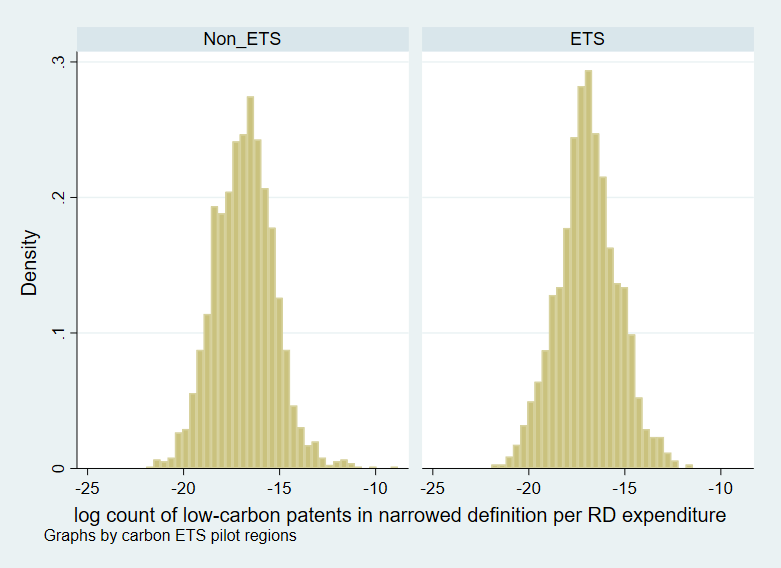 Non_ETS
ETS
Density
.3
.2
.1
0
-25
-20
-15
-10
-25
-20
-15
-10
log count of low-carbon patents in narrowed definition per RD expenditure
Graphs by carbon ETS pilot regions